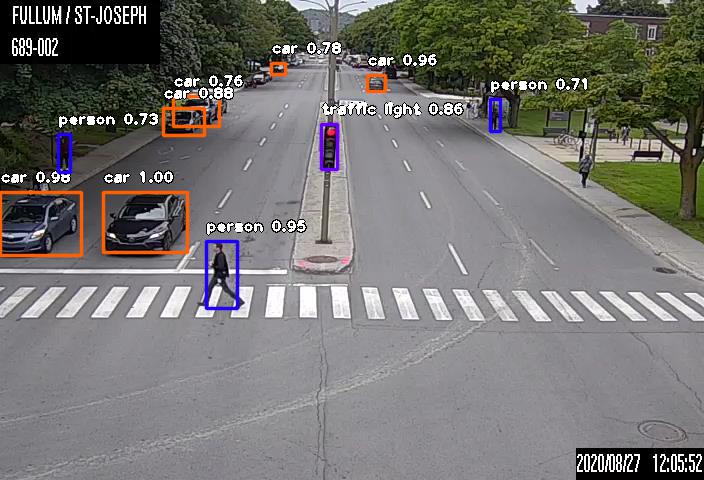 FULLUM / ST-JOSEPH
689-002
car 0.78
car 0.96
car 0.76
car 0.88
person 0.71
traffic light 0.86
person 0.73
car 0.98
car 1.00
person 0.95
2020/08/27 12:05:52